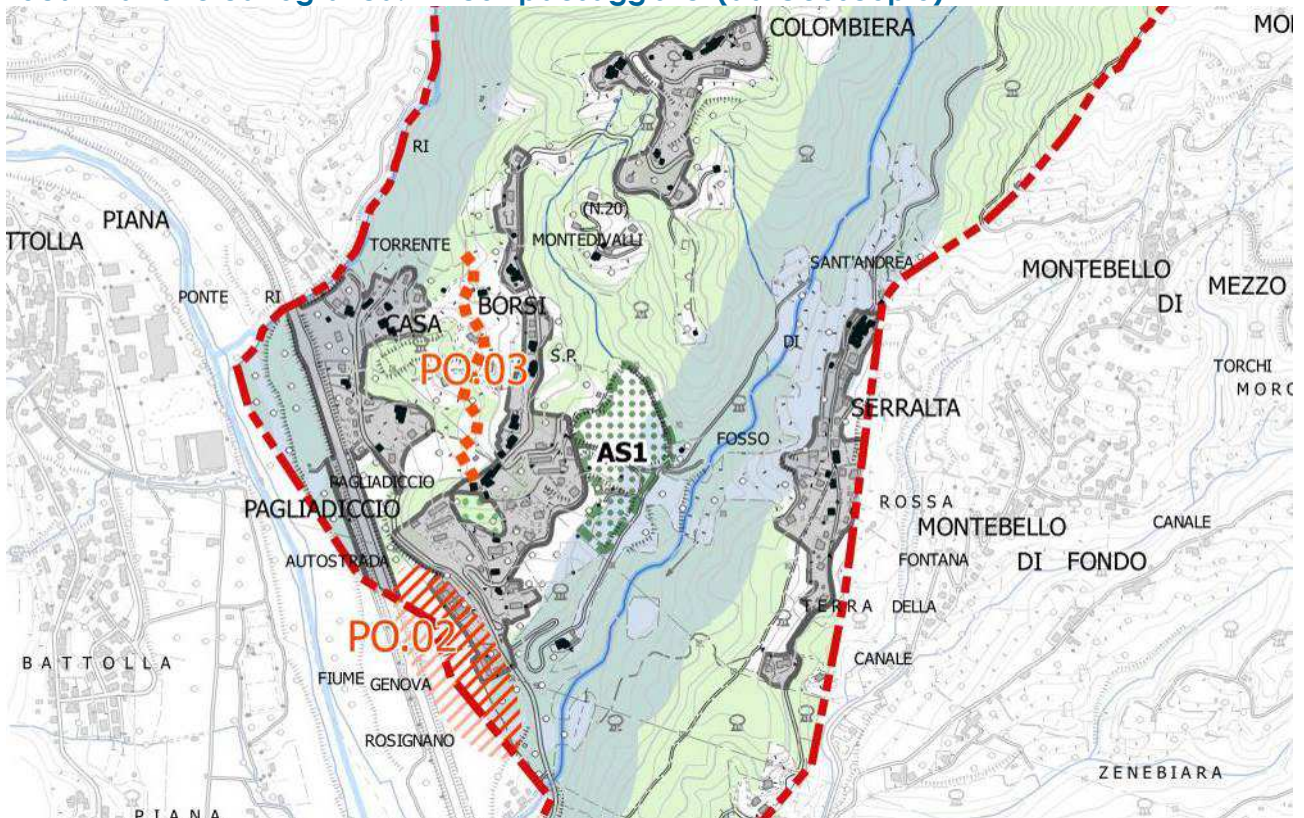 COLOMBIERA
RI
PIANA
(N.20)
TTOLLA
TORRENTE
MONTEDIVALLI
SANT'ANDREA
MONTEBELLO
DI
MEZZO
PONTE
RI
CASA
BORSI
DI
S.P.
PO.03
TORCHI
SERRALTA
AS1
FOSSO
PAGLIADICCIO
PAGLIADICCIO
ROSSA
MONTEBELLO
CANALE
AUTOSTRADA
FONTANA
DI FONDO
TERRA DELLA
PO.02
BATTOLLA
FIUME
GENOVA
CANALE
ROSIGNANO
ZENEBIARA
PIANA